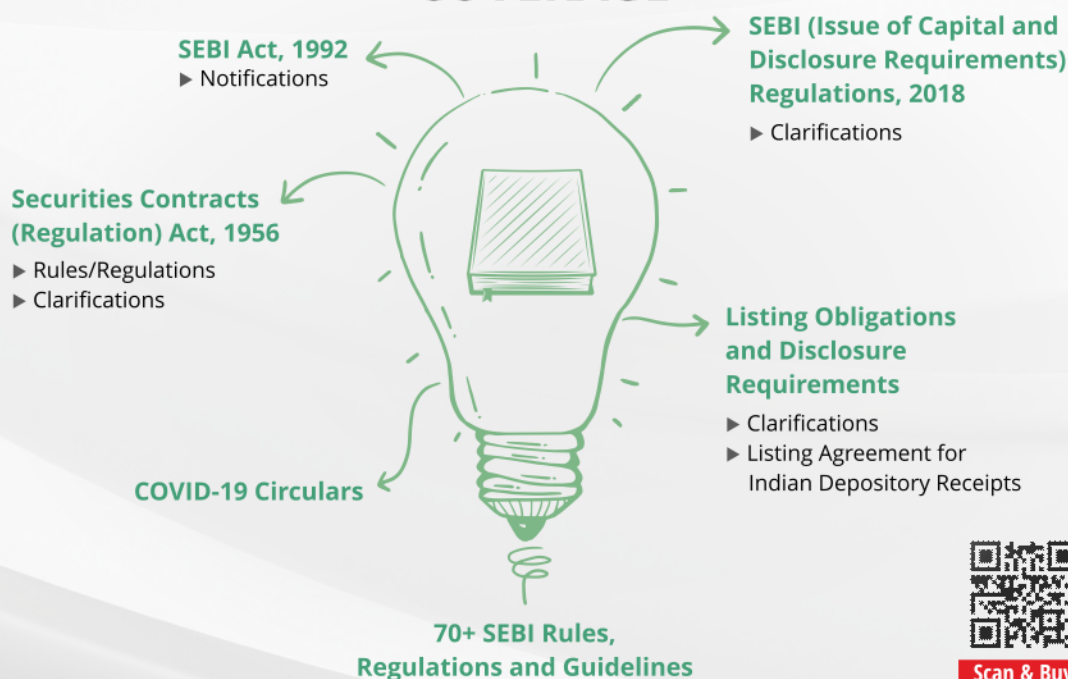 SEBI Act, 1992
▶ Notifications
SEBI (Issue of Capital and
Disclosure Requirements)
Regulations, 2018
▶ Clarifications
Securities Contracts
(Regulation) Act, 1956
▶ Rules/Regulations
▶ Clarifications
Listing Obligations
and Disclosure
Requirements
▶ Clarifications
▶ Listing Agreement for
Indian Depository Receipts
COVID-19 Circulars
70+ SEBI Rules,
Regulations and Guidelines
Scan & Buy